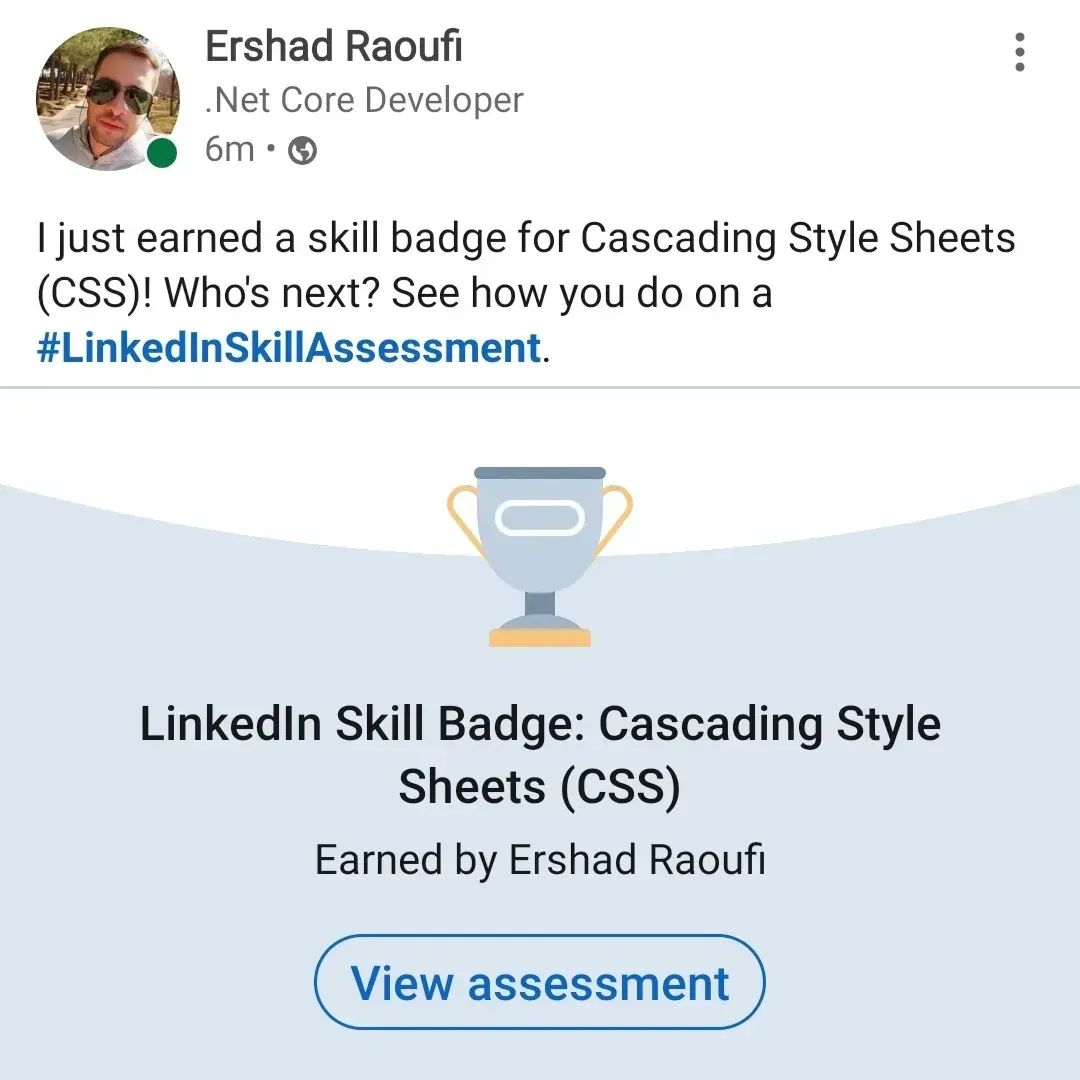 Ershad Raoufi
.Net Core Developer
6m •
I just earned a skill badge for Cascading Style Sheets
(CSS)! Who's next? See how you do on a
#LinkedInSkillAssessment.
LinkedIn Skill Badge: Cascading Style
Sheets (CSS)
Earned by Ershad Raoufi
View assessment